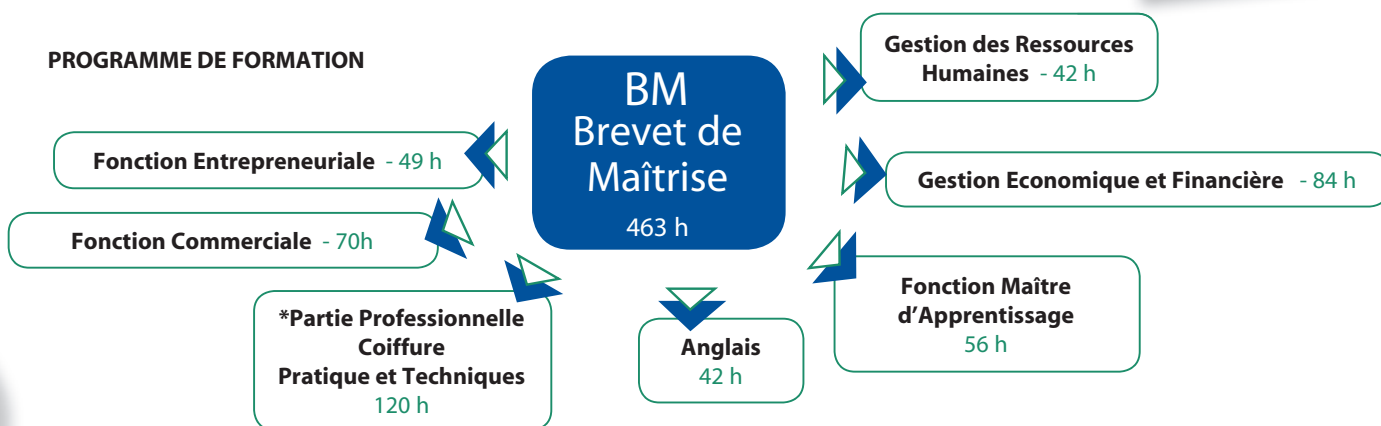 PROGRAMME DE FORMATION
BM
Brevet de
Maîtrise
463 h
Gestion des Ressources
Humaines - 42 h
Fonction Entrepreneuriale - 49 h
Gestion Economique et Financière - 84 h
Fonction Commerciale - 70h
*Partie Professionnelle
Coiffure
Pratique et Techniques
120 h
Anglais
42 h
Fonction Maître
d'Apprentissage
56 h